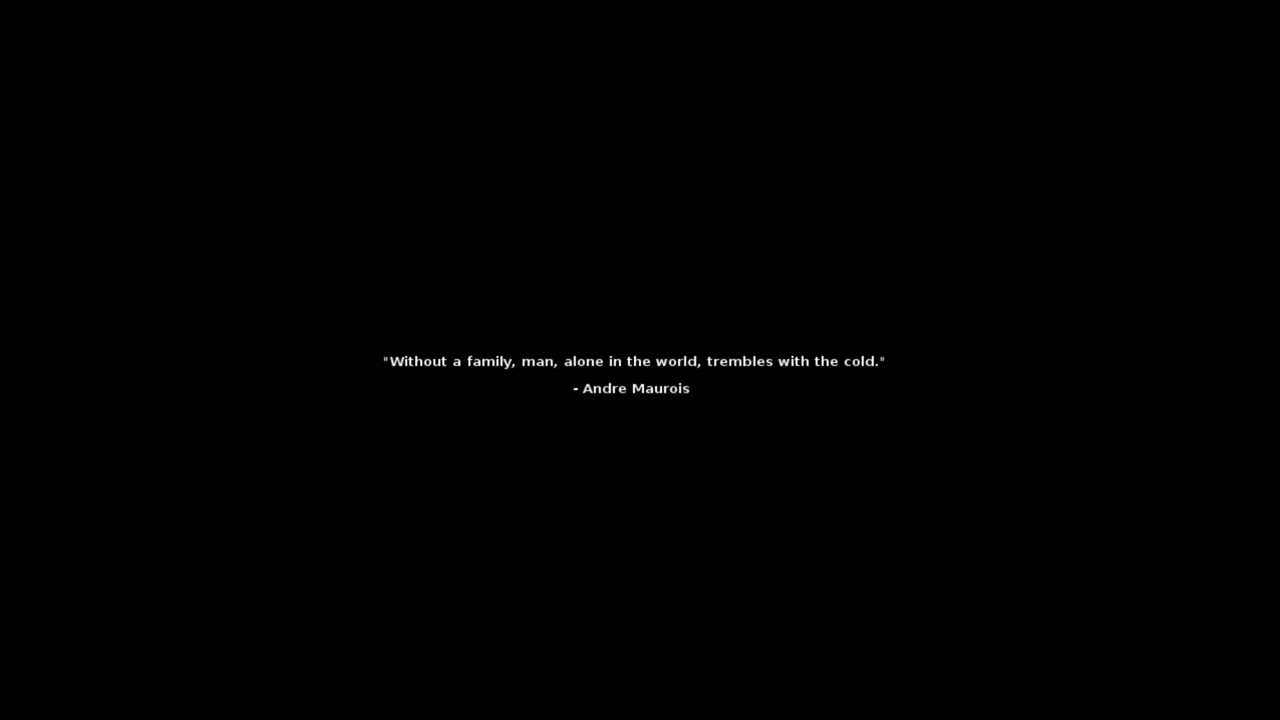 "Without a family, man, alone in the world, trembles with the cold."
- Andre Maurois